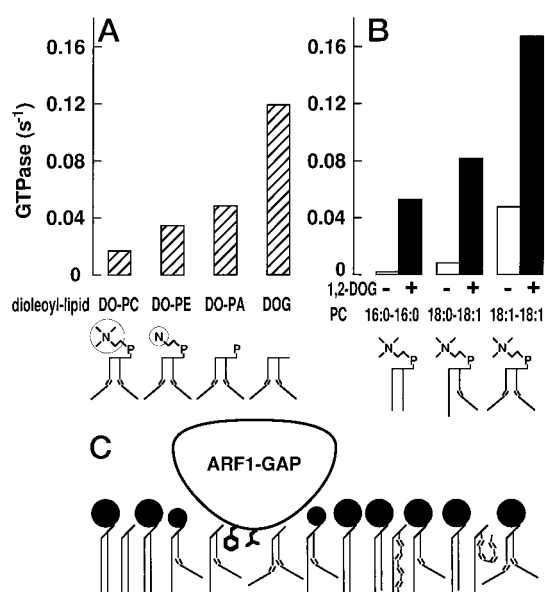 A
B
GTPase (s-1)
0.16
0.12
0.08
0.04
0
0.16
0.12
0.08
0.04
0
1,2-DOG - + - + - +
dioleoyl-lipid DO-PC DO-PE DO-PA DOG
PC 16:0-16:0 18:0-18:1 18:1-18:1
N P N P P
N P N P N P
C
ARF1-GAP